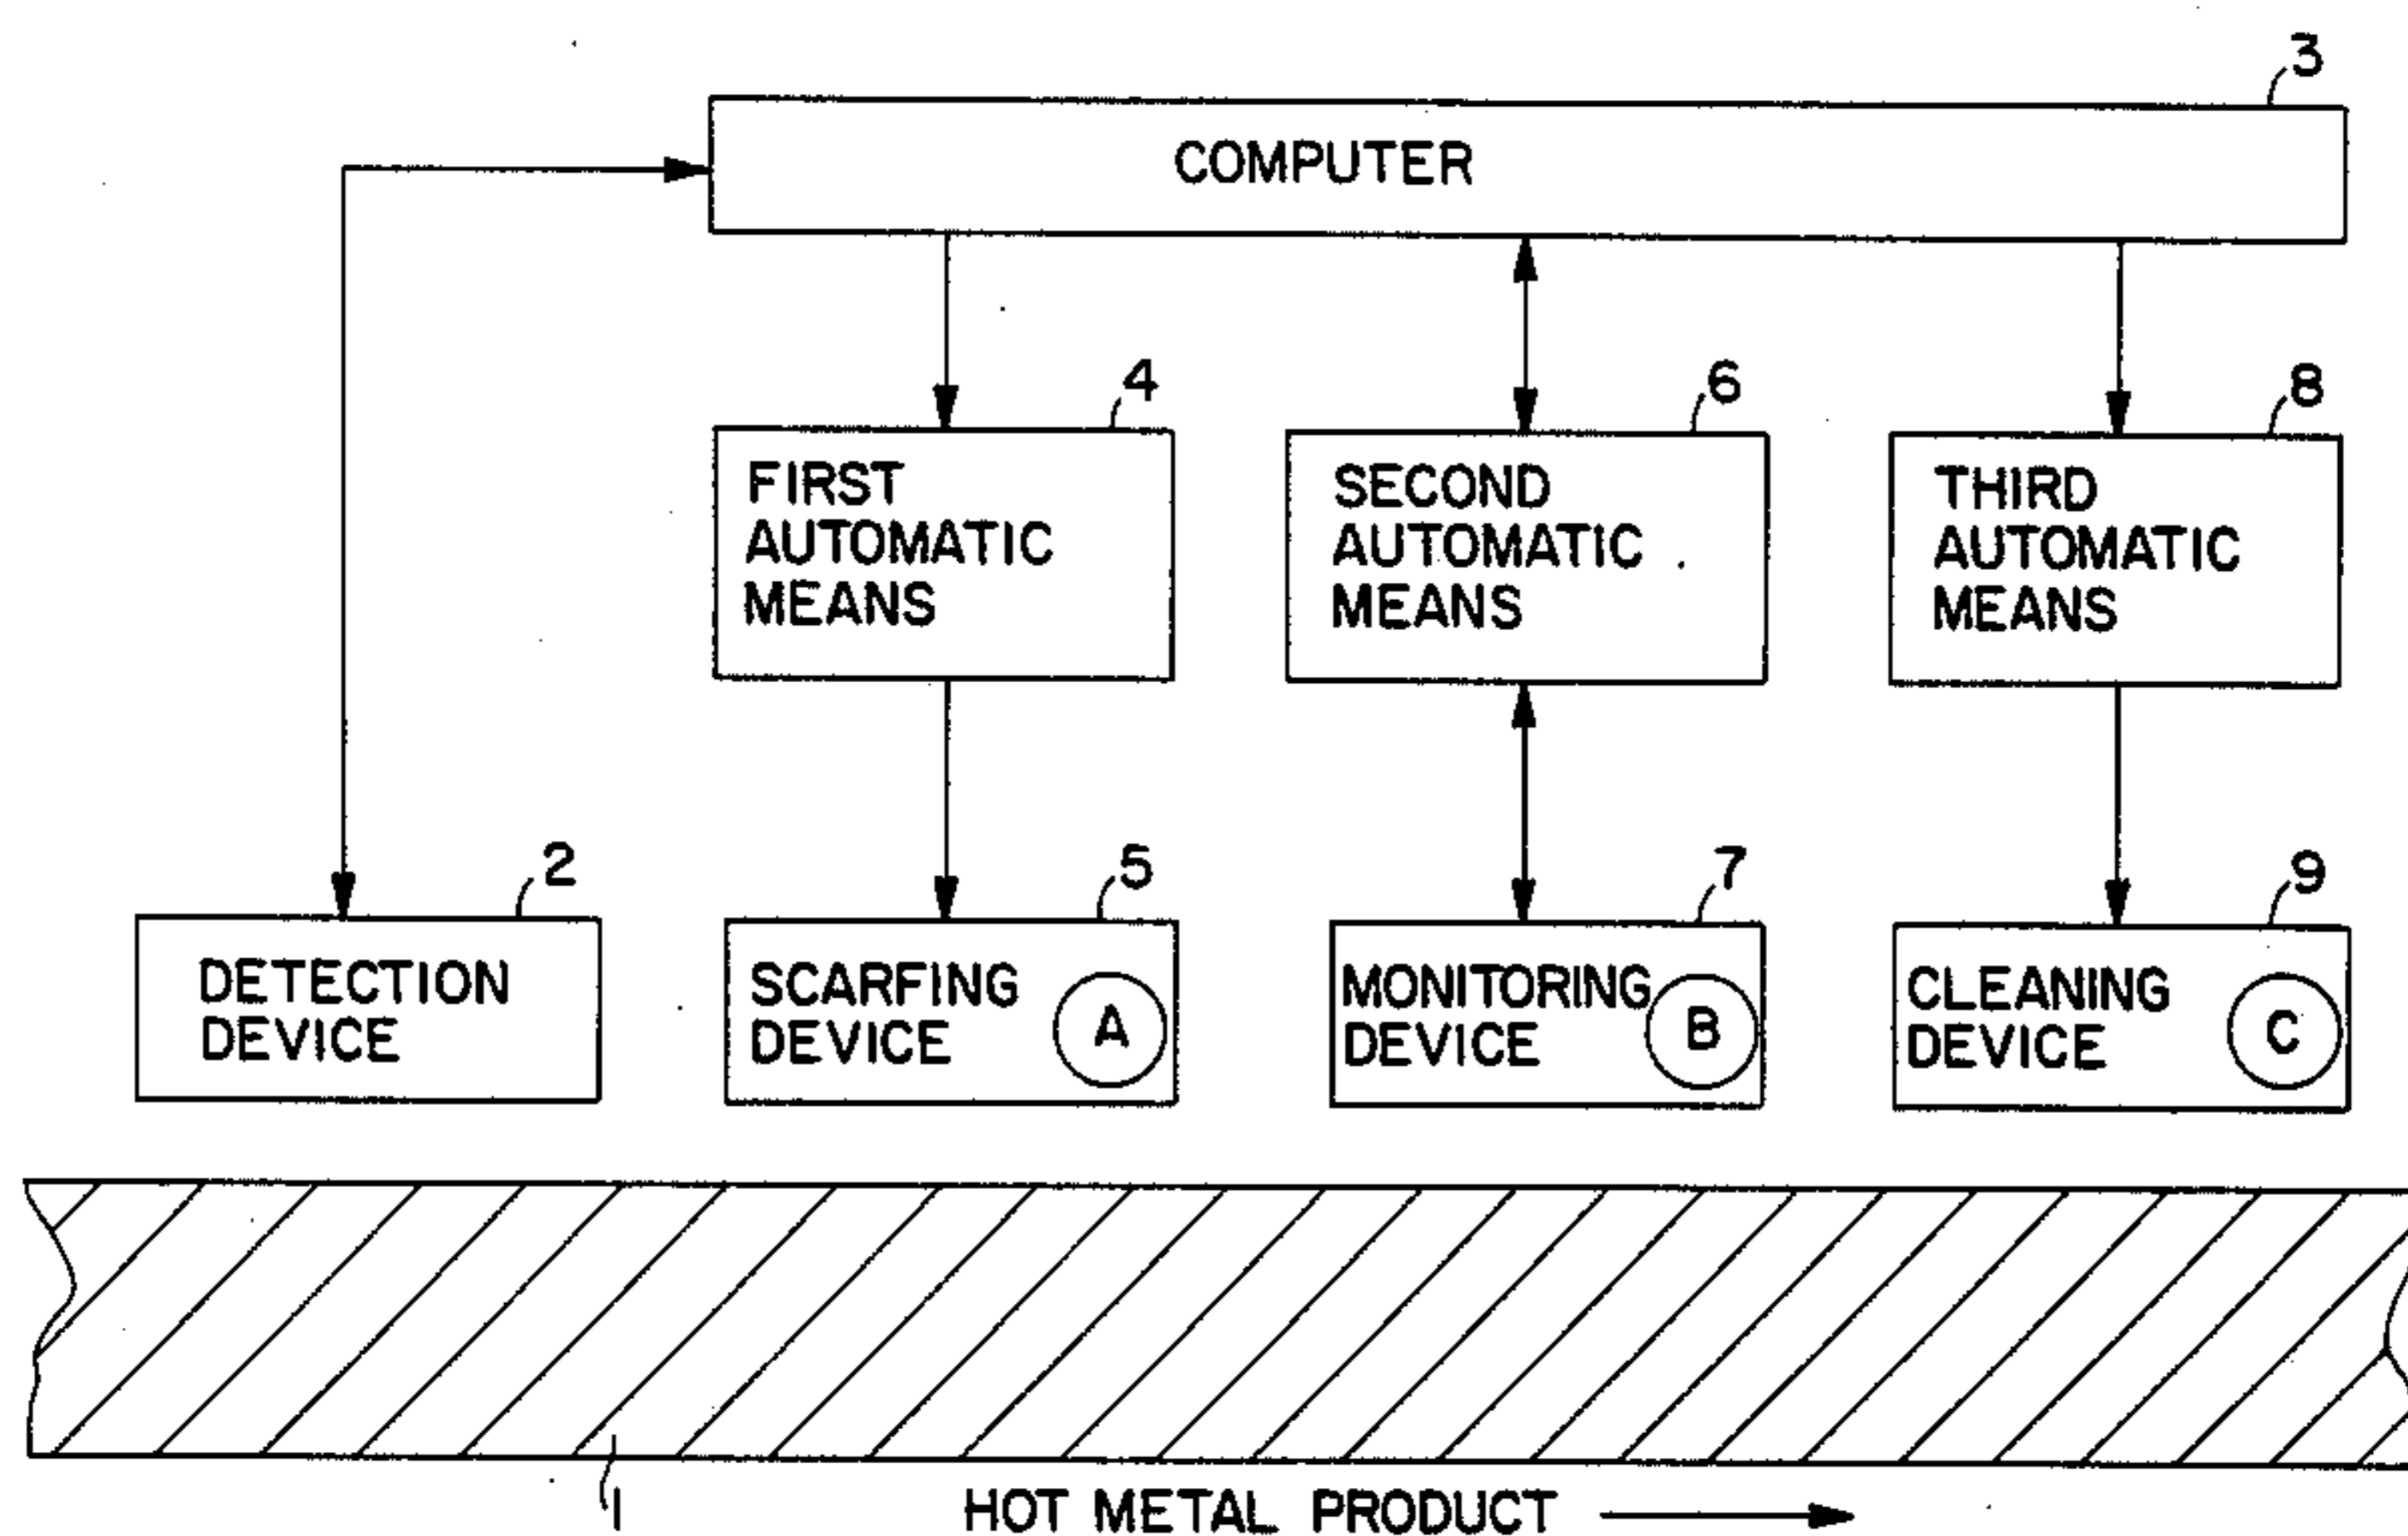 3
COMPUTER
4
6
8
FIRST
AUTOMATIC
MEANS
SECOND
AUTOMATIC
MEANS
THIRD
AUTOMATIC
MEANS
2
5
7
9
DETECTION
DEVICE
SCARFING
DEVICE
A
MONITORING
DEVICE
B
CLEANING
DEVICE
C
1
HOT METAL PRODUCT